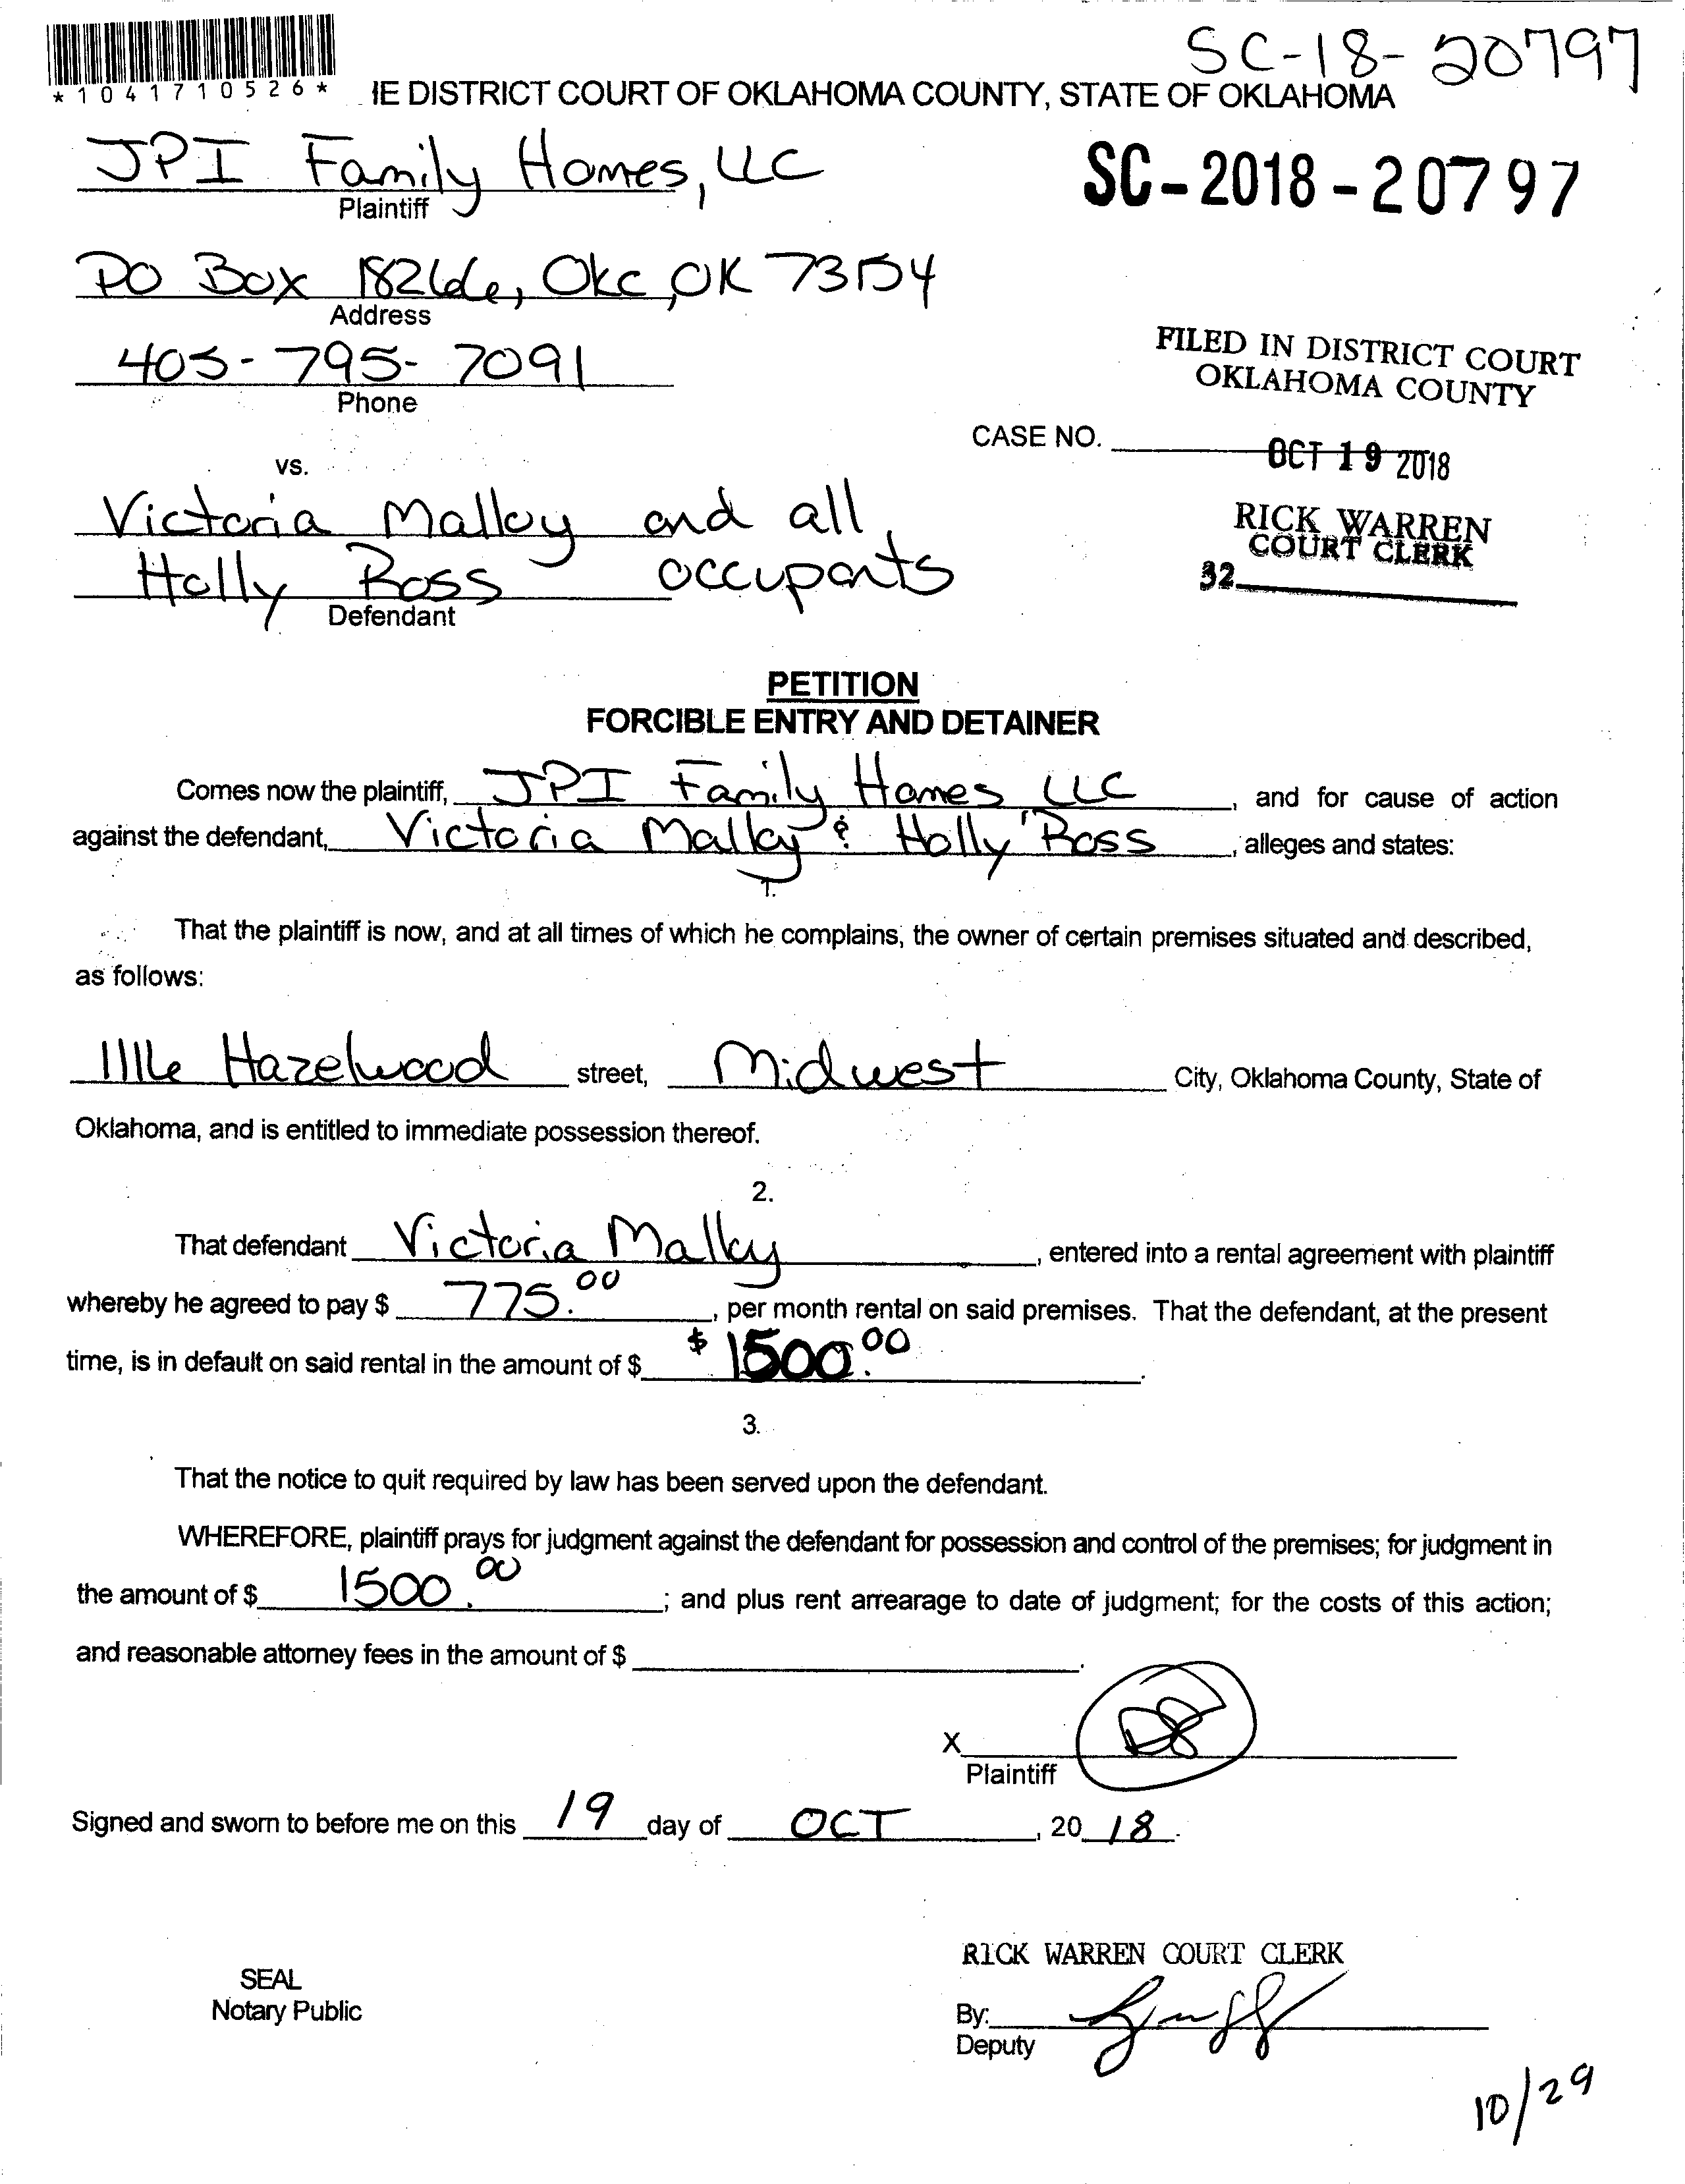 SC-18-20797
*1041710526*
IE DISTRICT COURT OF OKLAHOMA COUNTY, STATE OF OKLAHOMA
JPI Family Homes, LLC
SC-2018-20797
Plaintiff
PO Box 18266, Okc, OK 73154
Address
FILED IN DISTRICT COURT
OKLAHOMA COUNTY
405-795-7091
Phone
CASE NO.
OCT 19 2018
vs.
Victoria Malloy and all
RICK WARREN
COURT CLERK
Holly Ross occupants
32
Defendant
PETITION
FORCIBLE ENTRY AND DETAINER
Comes now the plaintiff, JPI Family Homes LLC, and for cause of action
against the defendant, Victoria Malloy & Holly Ross, alleges and states:
1.
That the plaintiff is now, and at all times of which he complains, the owner of certain premises situated and described,
as follows:
1116 Hazelwood street, Midwest City, Oklahoma County, State of
Oklahoma, and is entitled to immediate possession thereof.
2.
That defendant Victoria Malloy, entered into a rental agreement with plaintiff
whereby he agreed to pay $ 775.00, per month rental on said premises. That the defendant, at the present
time, is in default on said rental in the amount of $ $1500.00.
3.
That the notice to quit required by law has been served upon the defendant.
WHEREFORE, plaintiff prays for judgment against the defendant for possession and control of the premises; for judgment in
the amount of $ 1500.00; and plus rent arrearage to date of judgment; for the costs of this action;
and reasonable attorney fees in the amount of $ .
X
Plaintiff
Signed and sworn to before me on this 19 day of OCT, 20 18.
RICK WARREN COURT CLERK
SEAL
Notary Public
By:
Deputy
10/29